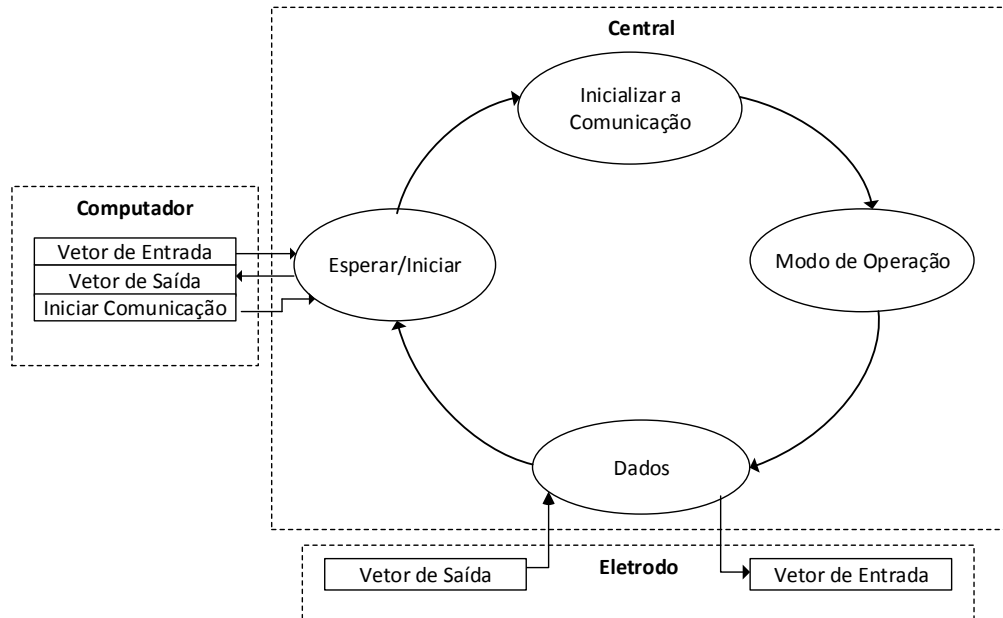 Central
Inicializar a
Comunicação
Computador
Vetor de Entrada
Vetor de Saída
Iniciar Comunicação
Esperar/Iniciar
Modo de Operação
Dados
Eletrodo
Vetor de Saída
Vetor de Entrada